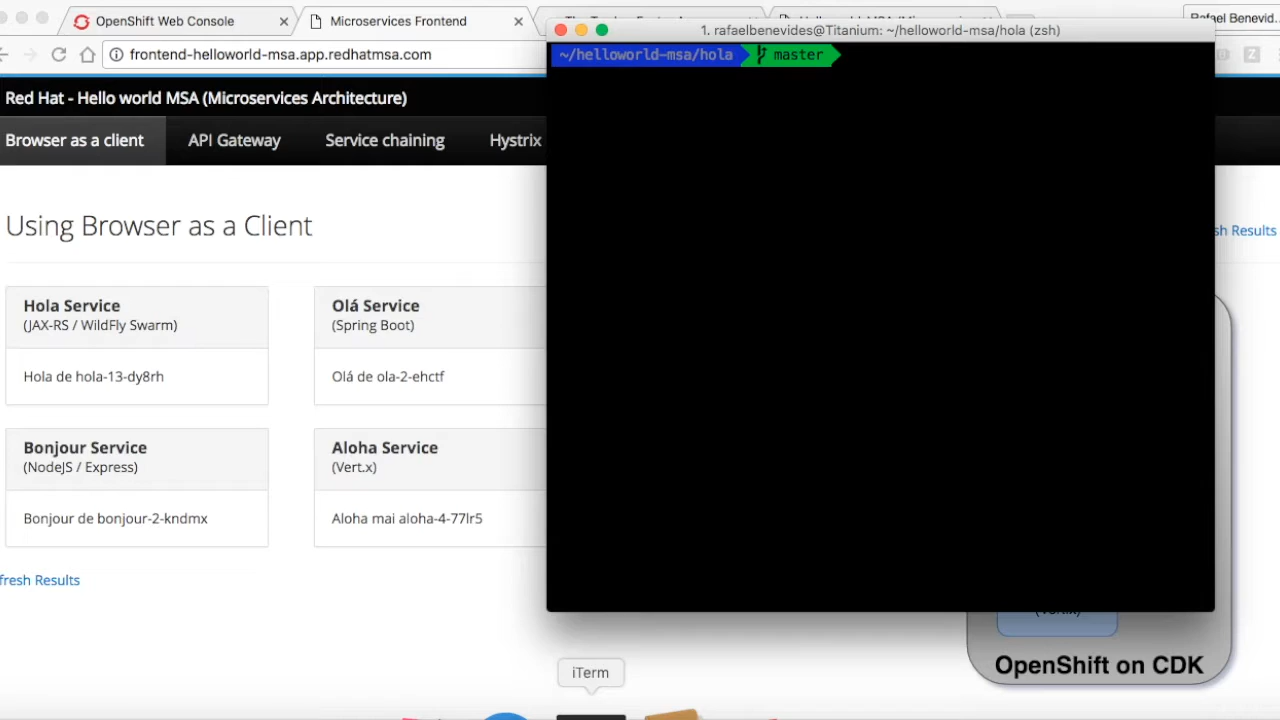 OpenShift Web Console
Microservices Frontend
Rafael Benevid
frontend-helloworld-msa.app.redhatmsa.com
1. rafaelbenevides@Titanium: ~/helloworld-msa/hola (zsh)
~/helloworld-msa/hola master
Red Hat - Hello world MSA (Microservices Architecture)
Browser as a client API Gateway Service chaining Hystrix
Using Browser as a Client
sh Results
Hola Service
(JAX-RS / WildFly Swarm)
Hola de hola-13-dy8rh
Olá Service
(Spring Boot)
Olá de ola-2-ehctf
Bonjour Service
(NodeJS / Express)
Bonjour de bonjour-2-kndmx
Aloha Service
(Vert.x)
Aloha mai aloha-4-77lr5
fresh Results
OpenShift on CDK
iTerm